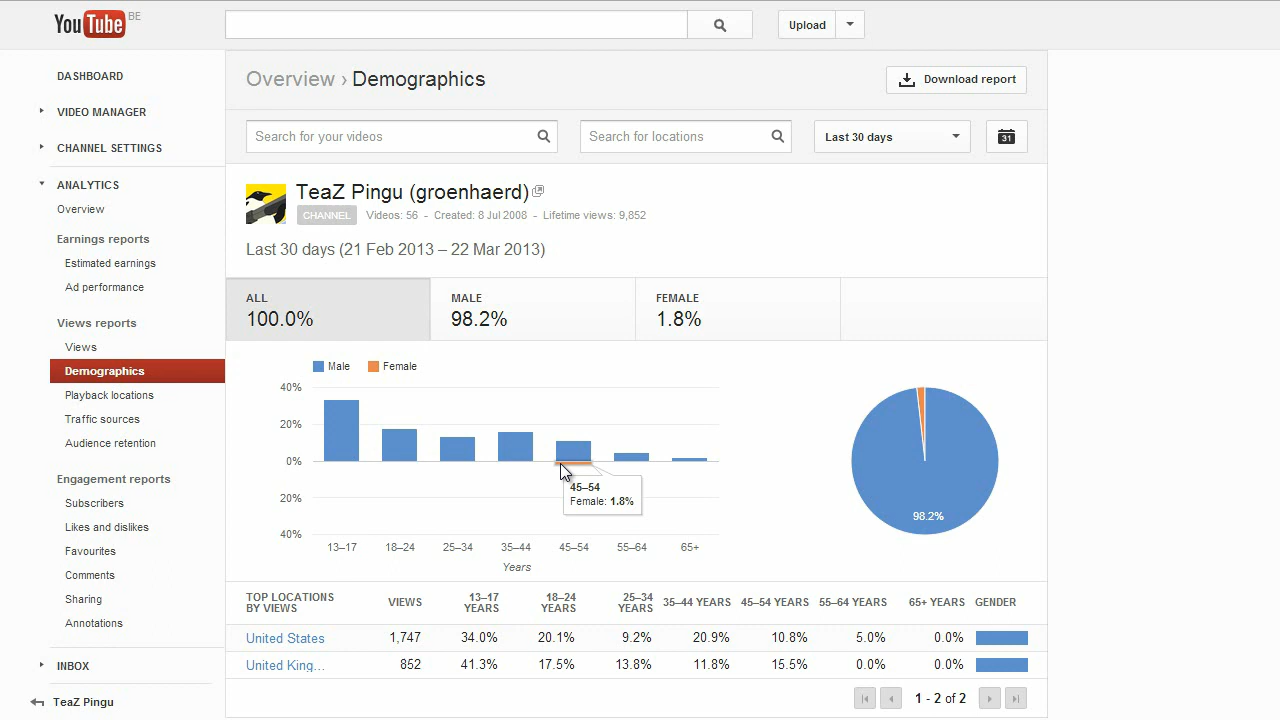 YouTube BE
Upload
DASHBOARD
VIDEO MANAGER
CHANNEL SETTINGS
ANALYTICS
Overview
Earnings reports
Estimated earnings
Ad performance
Views reports
Views
Demographics
Playback locations
Traffic sources
Audience retention
Engagement reports
Subscribers
Likes and dislikes
Favourites
Comments
Sharing
Annotations
INBOX
TeaZ Pingu
Overview › Demographics
Download report
Search for your videos
Search for locations
Last 30 days
31
TeaZ Pingu (groenhaerd)
CHANNEL Videos: 56 - Created: 8 Jul 2008 - Lifetime views: 9,852
Last 30 days (21 Feb 2013 – 22 Mar 2013)
ALL
100.0%
MALE
98.2%
FEMALE
1.8%
Male Female
40%
20%
0%
20%
40%
45–54
Female: 1.8%
13–17 18–24 25–34 35–44 45–54 55–64 65+
Years
98.2%
TOP LOCATIONS BY VIEWS VIEWS 13–17 YEARS 18–24 YEARS 25–34 YEARS 35–44 YEARS 45–54 YEARS 55–64 YEARS 65+ YEARS GENDER
United States 1,747 34.0% 20.1% 9.2% 20.9% 10.8% 5.0% 0.0%
United King... 852 41.3% 17.5% 13.8% 11.8% 15.5% 0.0% 0.0%
1 - 2 of 2